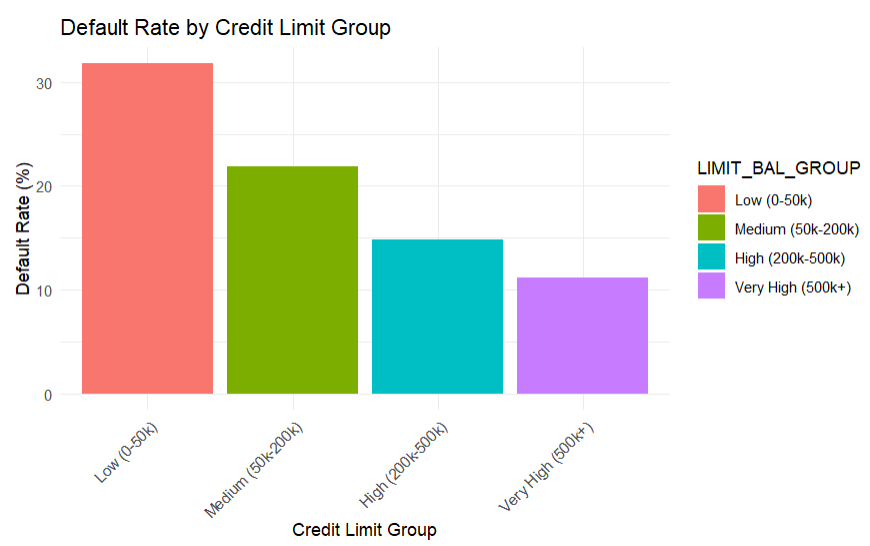 Default Rate by Credit Limit Group
Default Rate (%)
30
20
10
0
Low (0-50k)
Medium (50k-200k)
High (200k-500k)
Very High (500k+)
Credit Limit Group
LIMIT_BAL_GROUP
Low (0-50k)
Medium (50k-200k)
High (200k-500k)
Very High (500k+)